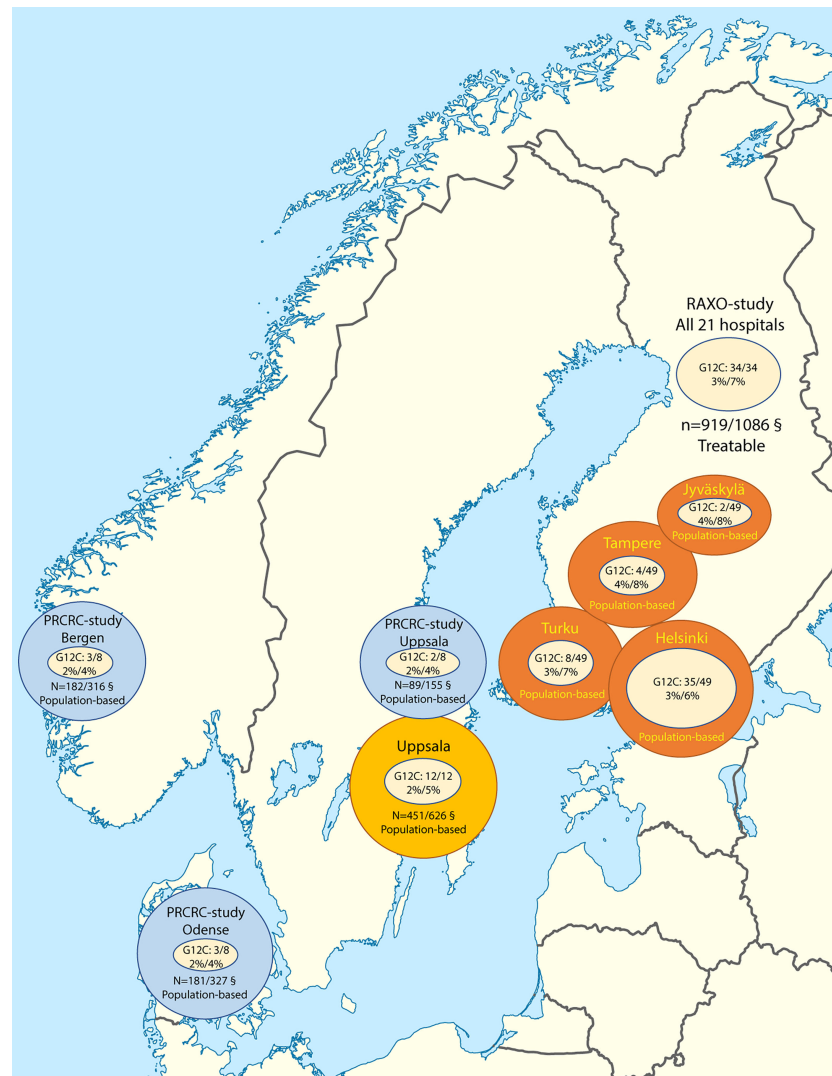 RAXO-study
All 21 hospitals
G12C: 34/34
3%/7%
n=919/1086 §
Treatable
Jyväskylä
G12C: 2/49
4%/8%
Population-based
Tampere
G12C: 4/49
4%/8%
Population-based
Turku
G12C: 8/49
3%/7%
Population-based
Helsinki
G12C: 35/49
3%/6%
Population-based
PRCRC-study
Bergen
G12C: 3/8
2%/4%
N=182/316 §
Population-based
PRCRC-study
Uppsala
G12C: 2/8
2%/4%
N=89/155 §
Population-based
Uppsala
G12C: 12/12
2%/5%
N=451/626 §
Population-based
PRCRC-study
Odense
G12C: 3/8
2%/4%
N=181/327 §
Population-based